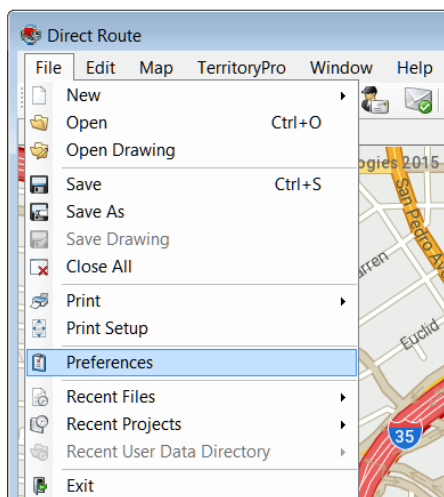 Direct Route
File Edit Map TerritoryPro Window Help
New
Open Ctrl+O
Open Drawing
ogies 2015
Save Ctrl+S
Save As
San Pedro Av
Save Drawing
Close All
arren
Print
Print Setup
Euclid
Preferences
Recent Files
Recent Projects
35
Recent User Data Directory
Exit